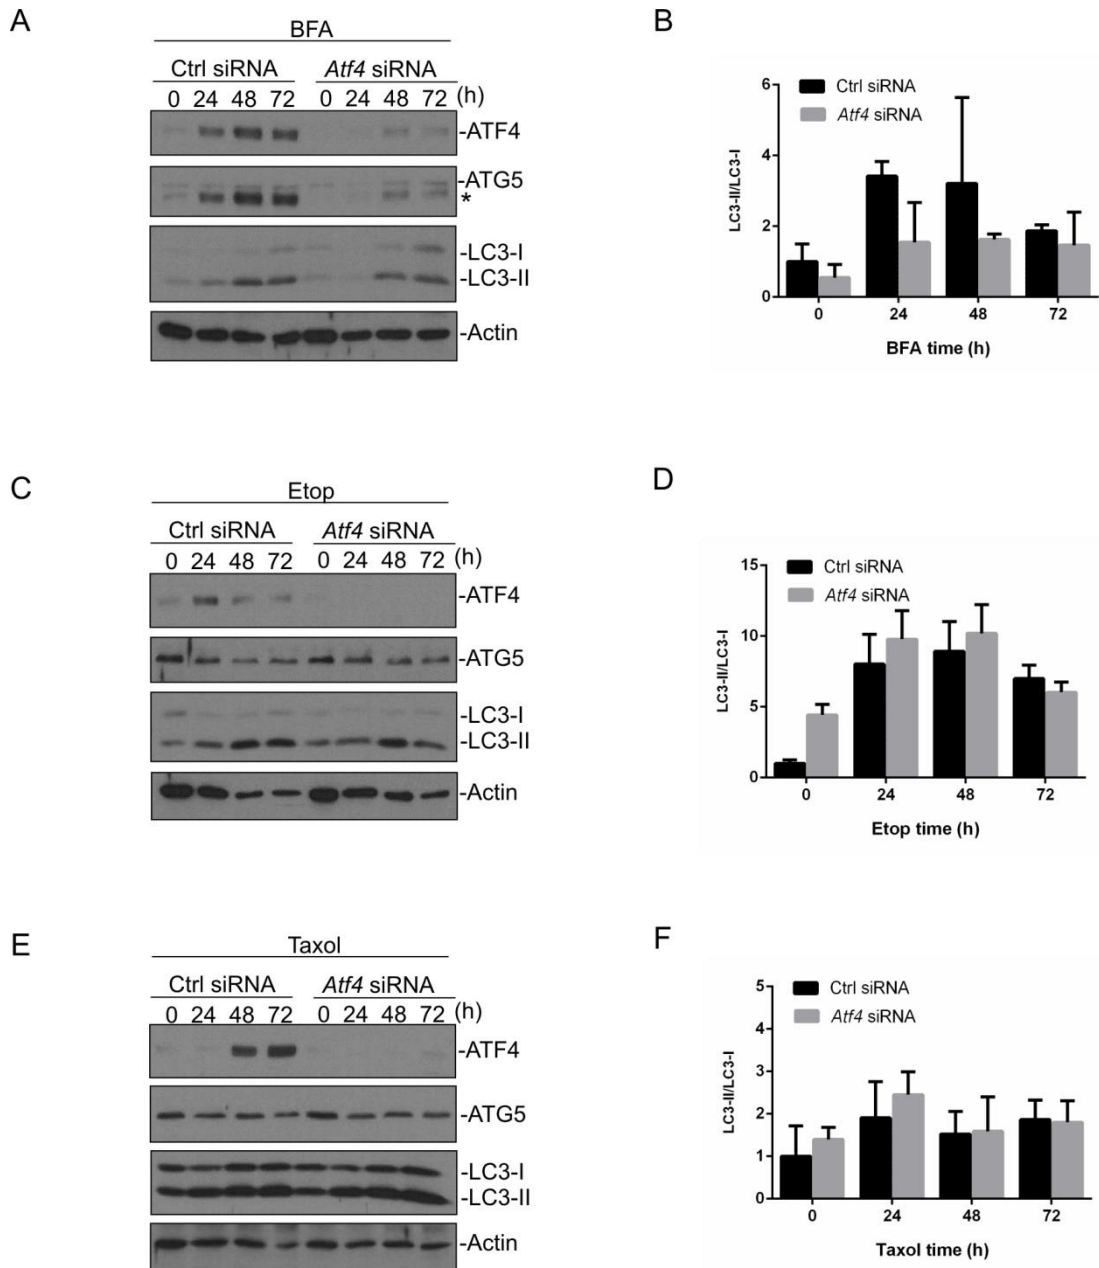 A
BFA
Ctrl siRNA Atf4 siRNA
0 24 48 72 0 24 48 72 (h)
-ATF4
-ATG5
*
-LC3-I
-LC3-II
-Actin
B
Ctrl siRNA
Atf4 siRNA
LC3-II/LC3-I
6
4
2
0
0 24 48 72
BFA time (h)
C
Etop
Ctrl siRNA Atf4 siRNA
0 24 48 72 0 24 48 72 (h)
-ATF4
-ATG5
-LC3-I
-LC3-II
-Actin
D
Ctrl siRNA
Atf4 siRNA
LC3-II/LC3-I
15
10
5
0
0 24 48 72
Etop time (h)
E
Taxol
Ctrl siRNA Atf4 siRNA
0 24 48 72 0 24 48 72 (h)
-ATF4
-ATG5
-LC3-I
-LC3-II
-Actin
F
Ctrl siRNA
Atf4 siRNA
LC3-II/LC3-I
5
4
3
2
1
0
0 24 48 72
Taxol time (h)